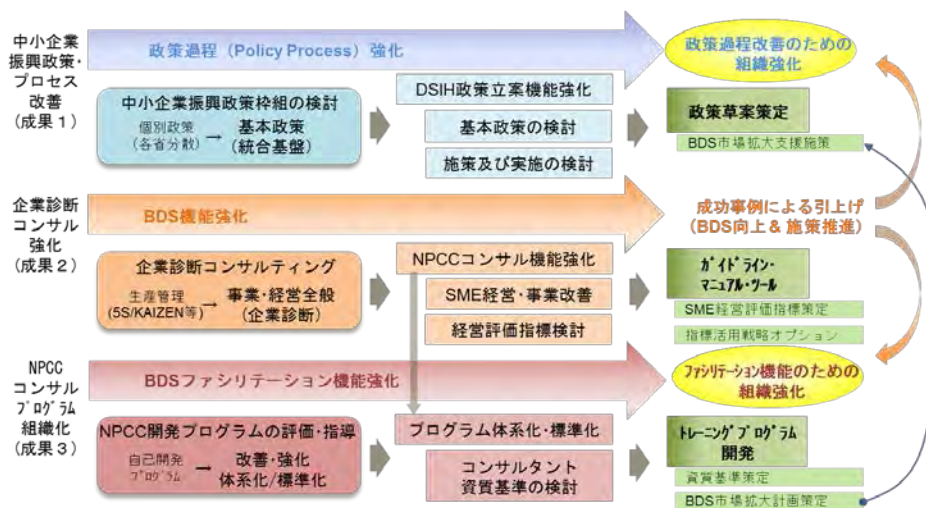 中小企業
振興政策・
プロセス
改善
(成果1)
政策過程（Policy Process）強化
政策過程改善のための
組織強化
中小企業振興政策枠組の検討
個別政策
(各省分散)
→
基本政策
(統合基盤)
DSIH政策立案機能強化
基本政策の検討
施策及び実施の検討
政策草案策定
BDS市場拡大支援施策
企業診断
コンサル
強化
(成果2)
BDS機能強化
成功事例による引上げ
(BDS向上 & 施策推進)
企業診断コンサルティング
生産管理
(5S/KAIZEN等)
→
事業・経営全般
(企業診断)
NPCCコンサル機能強化
SME経営・事業改善
経営評価指標検討
ｶﾞｲﾄﾞﾗｲﾝ・
ﾏﾆｭｱﾙ・ﾂｰﾙ
SME経営評価指標策定
指標活用戦略オプション
NPCC
コンサル
ﾌﾟﾛｸﾞﾗﾑ
組織化
(成果3)
BDSファシリテーション機能強化
ﾌｧｼﾘﾃｰｼｮﾝ機能のための
組織強化
NPCC開発プログラムの評価・指導
自己開発
ﾌﾟﾛｸﾞﾗﾑ
→
改善・強化
体系化/標準化
プログラム体系化・標準化
コンサルタント
資質基準の検討
ﾄﾚｰﾆﾝｸﾞﾌﾟﾛｸﾞﾗﾑ
開発
資質基準策定
BDS市場拡大計画策定